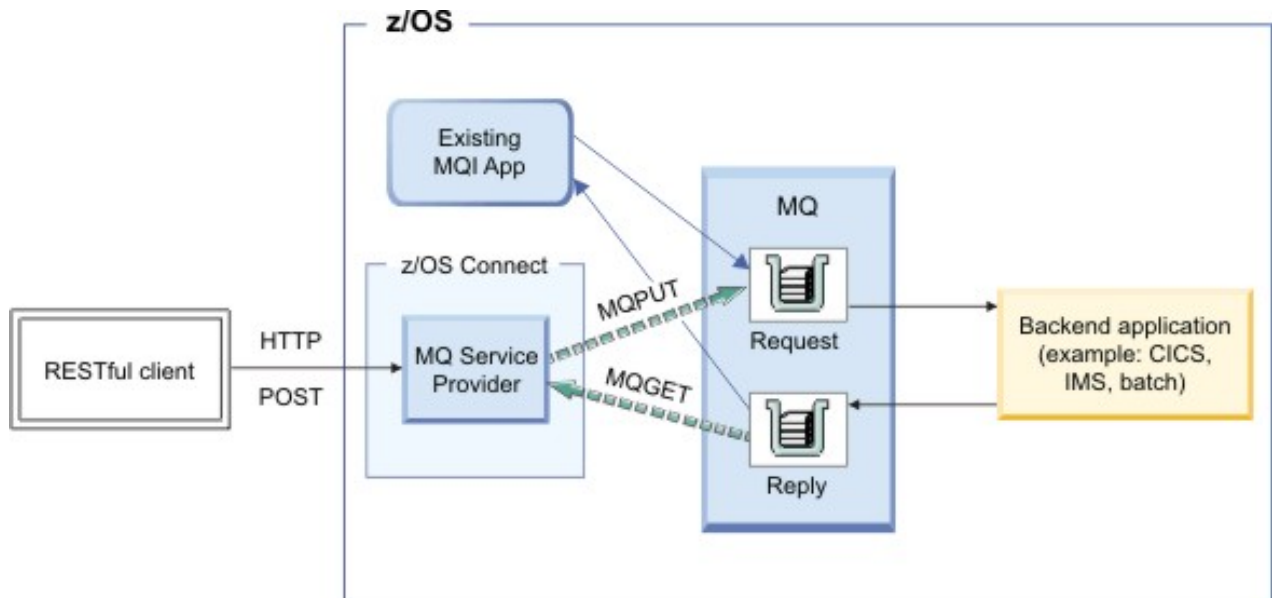 z/OS
Existing
MQI App
MQ
z/OS Connect
MQPUT
HTTP
RESTful client
MQ Service
Provider
Request
Backend application
(example: CICS,
IMS, batch)
POST
MQGET
Reply